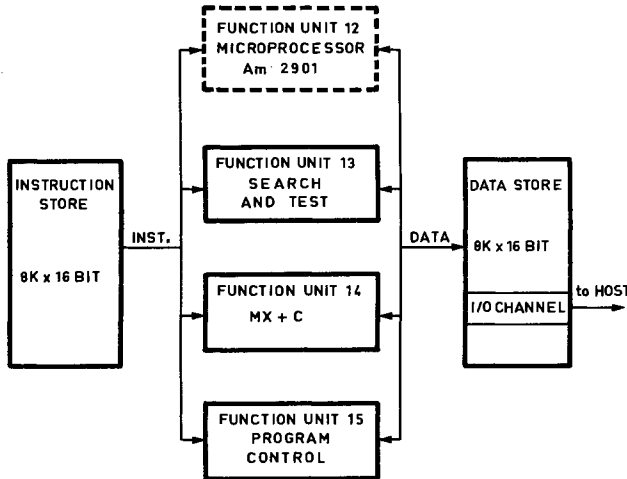 FUNCTION UNIT 12
MICROPROCESSOR
Am 2901
FUNCTION UNIT 13
SEARCH
AND TEST
INSTRUCTION
STORE
8K x 16 BIT
INST.
DATA
DATA STORE
8K x 16 BIT
I/O CHANNEL
to HOST
FUNCTION UNIT 14
MX + C
FUNCTION UNIT 15
PROGRAM
CONTROL